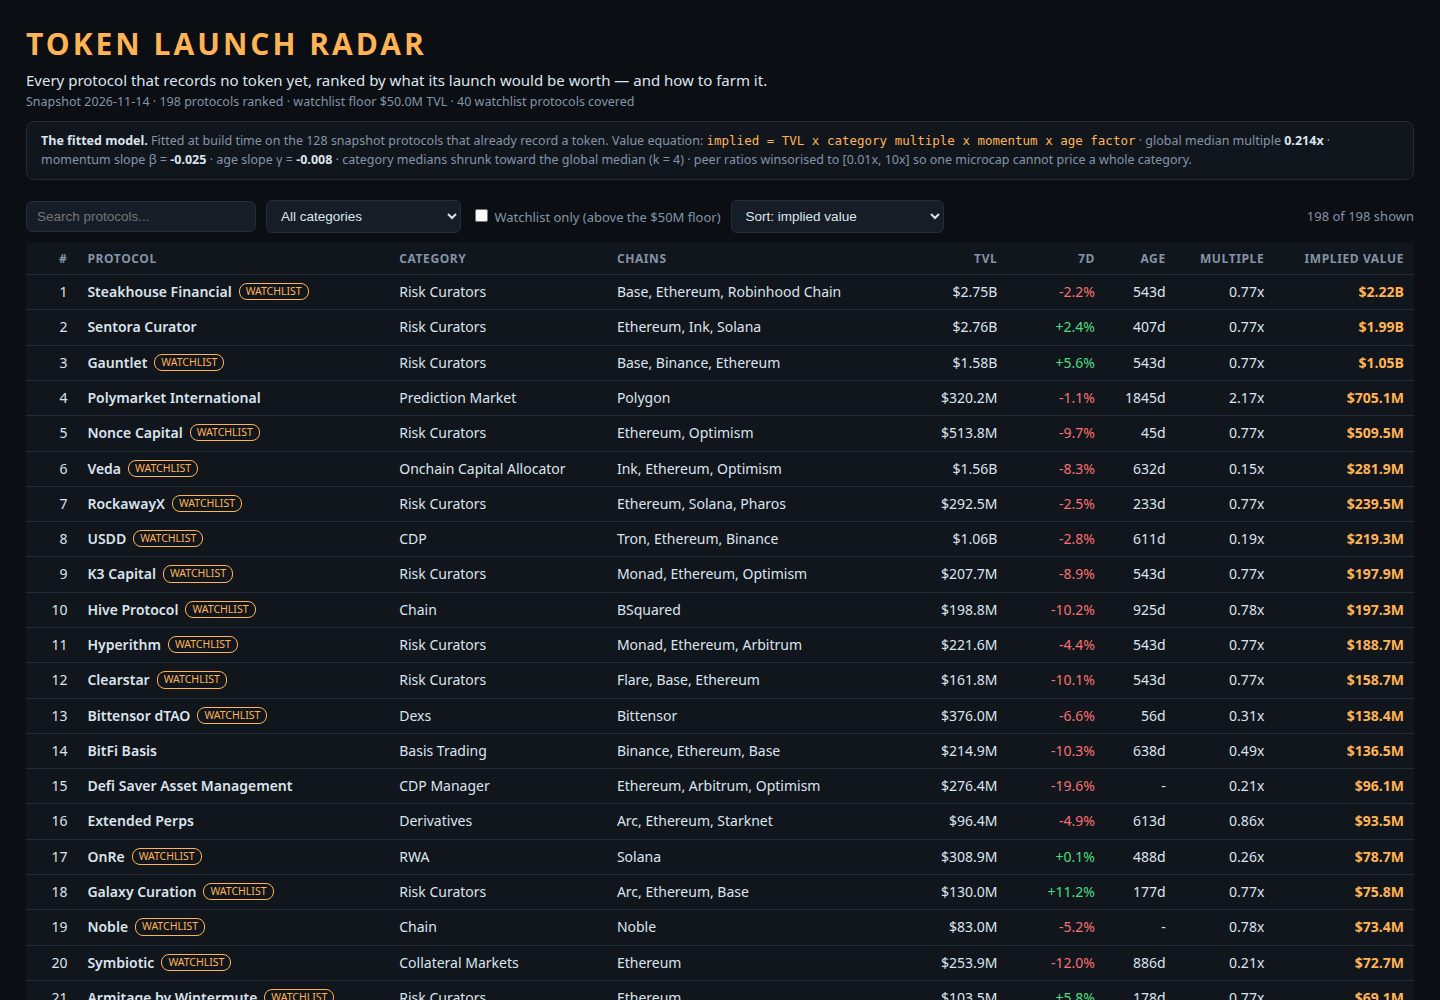 TOKEN LAUNCH RADAR
Every protocol that records no token yet, ranked by what its launch would be worth — and how to farm it.
Snapshot 2026-11-14 · 198 protocols ranked · watchlist floor $50.0M TVL · 40 watchlist protocols covered
The fitted model. Fitted at build time on the 128 snapshot protocols that already record a token. Value equation: implied = TVL x category multiple x momentum x age factor · global median multiple 0.214x ·
momentum slope β = -0.025 · age slope γ = -0.008 · category medians shrunk toward the global median (k = 4) · peer ratios winsorised to [0.01x, 10x] so one microcap cannot price a whole category.
Search protocols... All categories Watchlist only (above the $50M floor) Sort: implied value 198 of 198 shown
# PROTOCOL CATEGORY CHAINS TVL 7D AGE MULTIPLE IMPLIED VALUE
1 Steakhouse Financial WATCHLIST Risk Curators Base, Ethereum, Robinhood Chain $2.75B -2.2% 543d 0.77x $2.22B
2 Sentora Curator Risk Curators Ethereum, Ink, Solana $2.76B +2.4% 407d 0.77x $1.99B
3 Gauntlet WATCHLIST Risk Curators Base, Binance, Ethereum $1.58B +5.6% 543d 0.77x $1.05B
4 Polymarket International Prediction Market Polygon $320.2M -1.1% 1845d 2.17x $705.1M
5 Nonce Capital WATCHLIST Risk Curators Ethereum, Optimism $513.8M -9.7% 45d 0.77x $509.5M
6 Veda WATCHLIST Onchain Capital Allocator Ink, Ethereum, Optimism $1.56B -8.3% 632d 0.15x $281.9M
7 RockawayX WATCHLIST Risk Curators Ethereum, Solana, Pharos $292.5M -2.5% 233d 0.77x $239.5M
8 USDD WATCHLIST CDP Tron, Ethereum, Binance $1.06B -2.8% 611d 0.19x $219.3M
9 K3 Capital WATCHLIST Risk Curators Monad, Ethereum, Optimism $207.7M -8.9% 543d 0.77x $197.9M
10 Hive Protocol WATCHLIST Chain BSquared $198.8M -10.2% 925d 0.78x $197.3M
11 Hyperithm WATCHLIST Risk Curators Monad, Ethereum, Arbitrum $221.6M -4.4% 543d 0.77x $188.7M
12 Clearstar WATCHLIST Risk Curators Flare, Base, Ethereum $161.8M -10.1% 543d 0.77x $158.7M
13 Bittensor dTAO WATCHLIST Dexs Bittensor $376.0M -6.6% 56d 0.31x $138.4M
14 BitFi Basis Basis Trading Binance, Ethereum, Base $214.9M -10.3% 638d 0.49x $136.5M
15 Defi Saver Asset Management CDP Manager Ethereum, Arbitrum, Optimism $276.4M -19.6% - 0.21x $96.1M
16 Extended Perps Derivatives Arc, Ethereum, Starknet $96.4M -4.9% 613d 0.86x $93.5M
17 OnRe WATCHLIST RWA Solana $308.9M +0.1% 488d 0.26x $78.7M
18 Galaxy Curation WATCHLIST Risk Curators Arc, Ethereum, Base $130.0M +11.2% 177d 0.77x $75.8M
19 Noble WATCHLIST Chain Noble $83.0M -5.2% - 0.78x $73.4M
20 Symbiotic WATCHLIST Collateral Markets Ethereum $253.9M -12.0% 886d 0.21x $72.7M
21 Armitage by Wintermute WATCHLIST Risk Curators Ethereum $103.5M +5.8% 178d 0.77x $69.1M